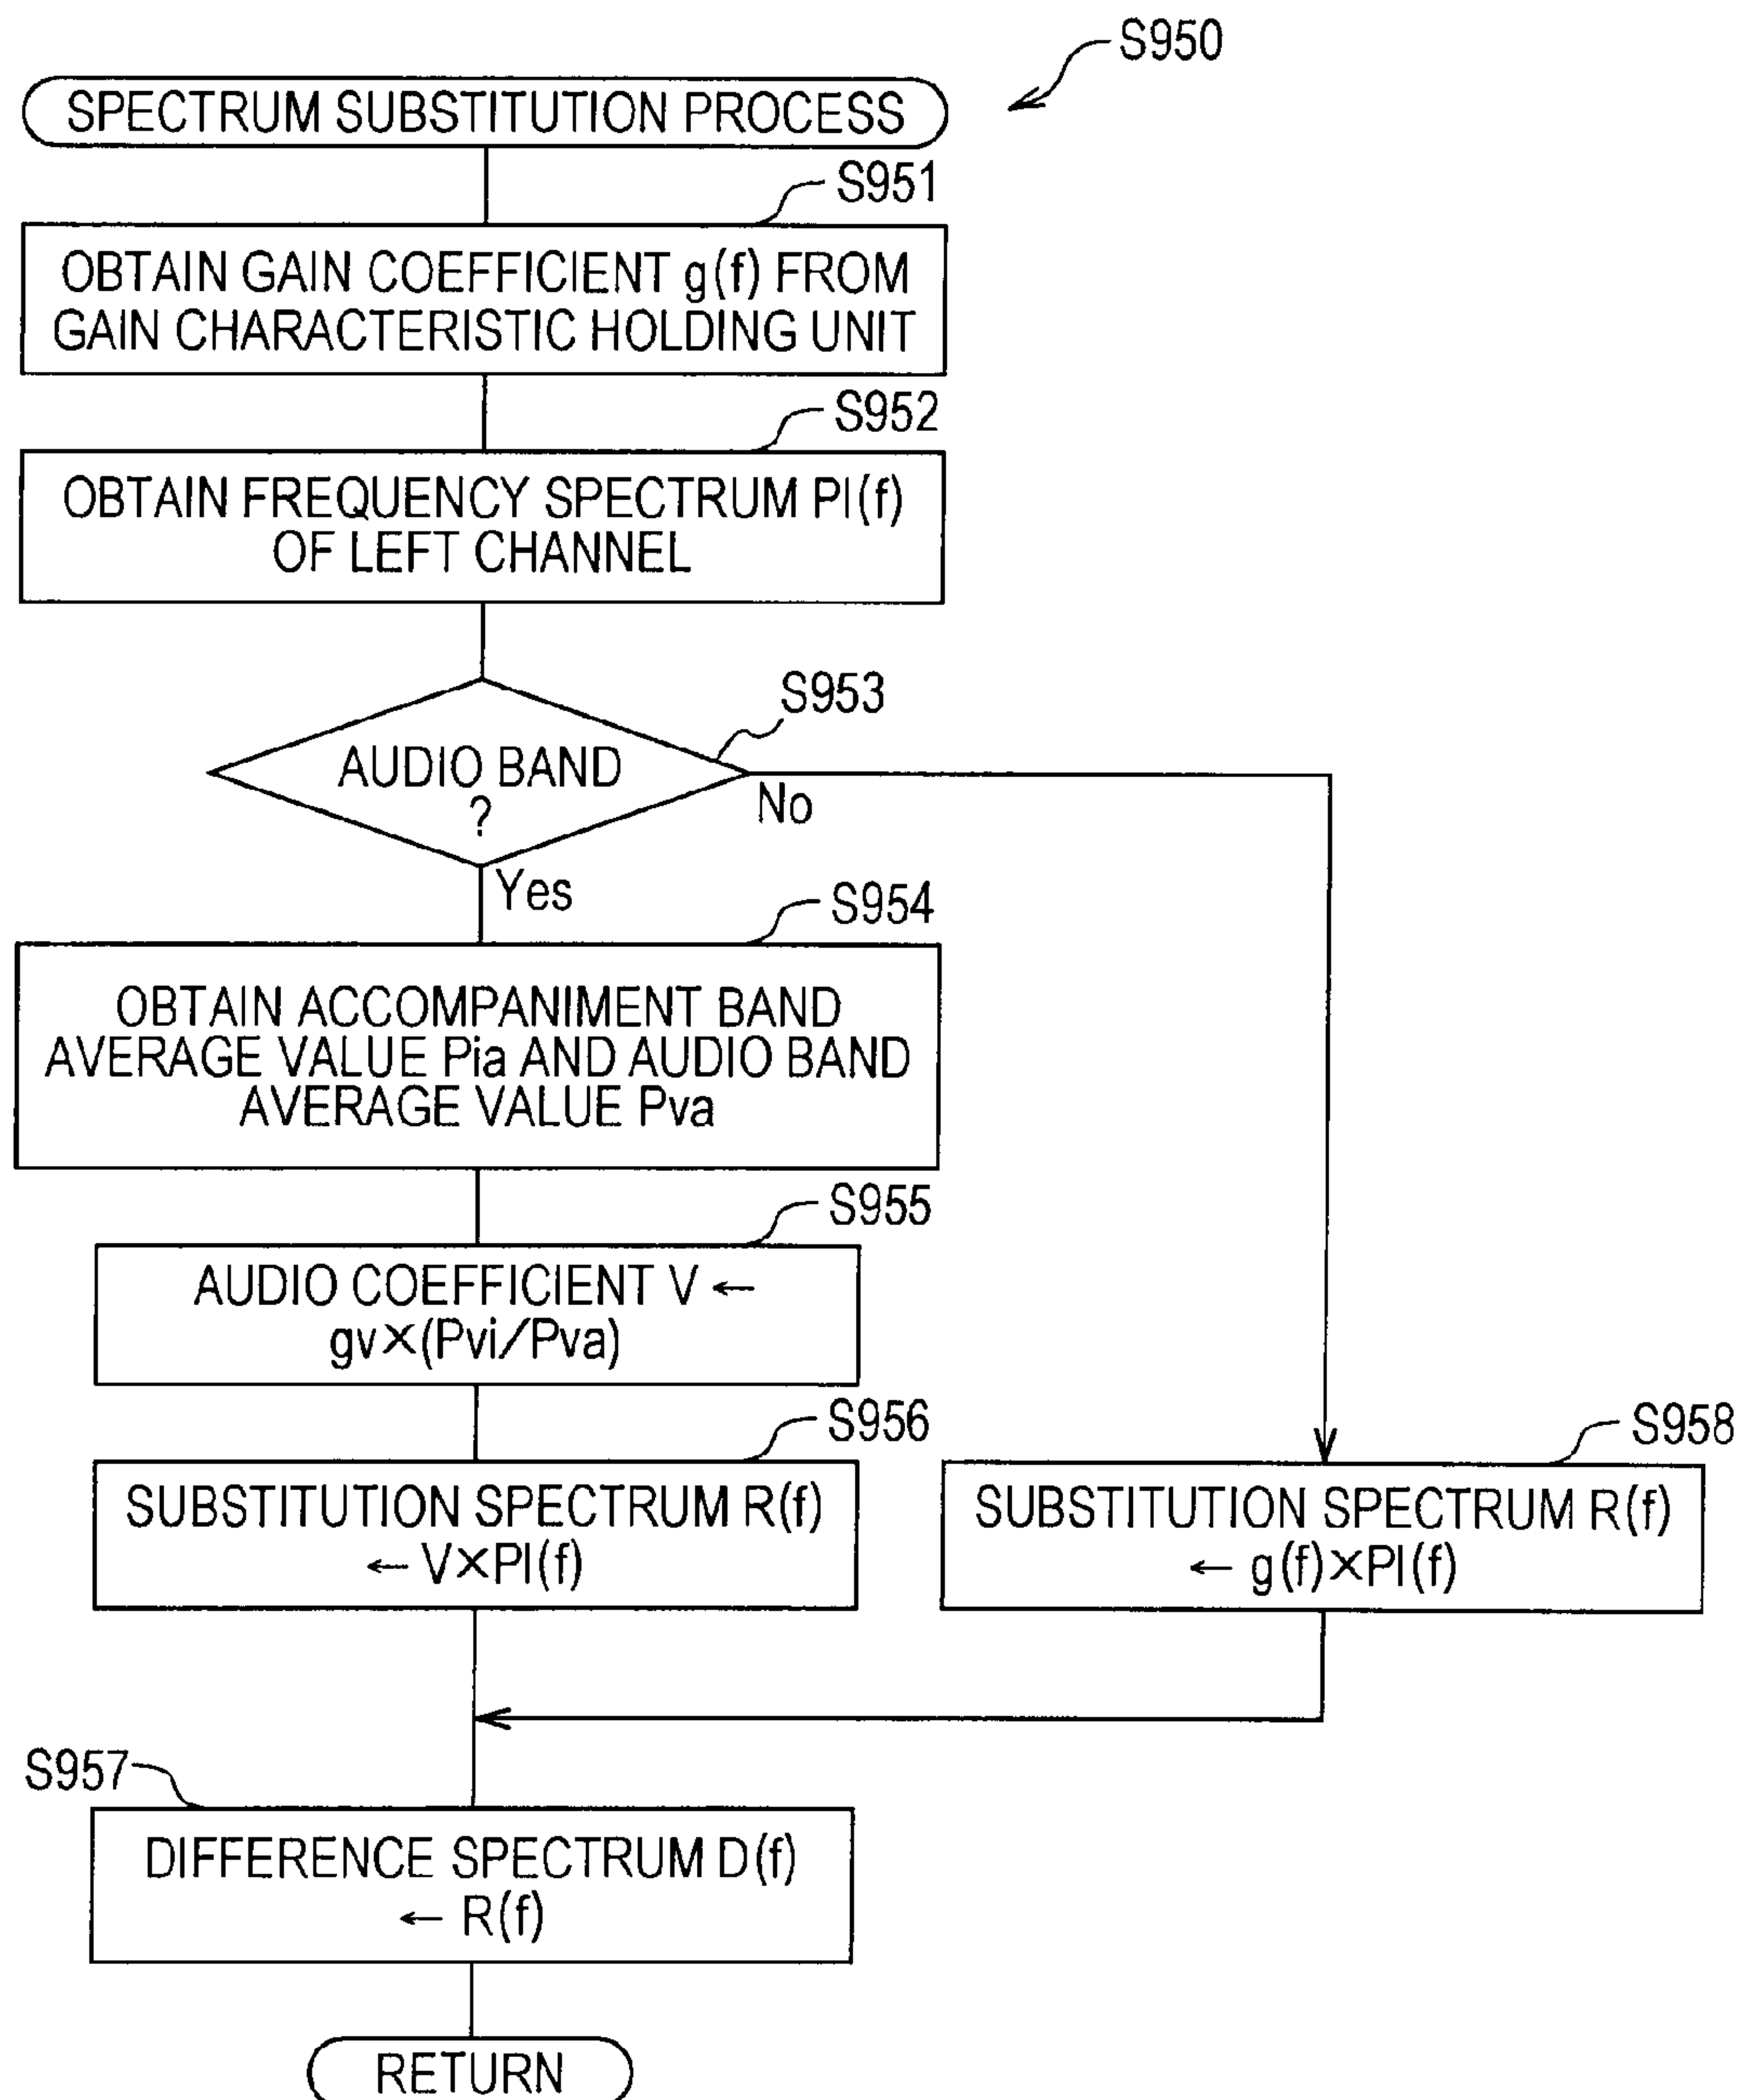 S950
SPECTRUM SUBSTITUTION PROCESS
S951
OBTAIN GAIN COEFFICIENT g(f) FROM
GAIN CHARACTERISTIC HOLDING UNIT
S952
OBTAIN FREQUENCY SPECTRUM Pl(f)
OF LEFT CHANNEL
S953
AUDIO BAND
?
No
Yes
S954
OBTAIN ACCOMPANIMENT BAND
AVERAGE VALUE Pia AND AUDIO BAND
AVERAGE VALUE Pva
S955
AUDIO COEFFICIENT V ←
gv×(Pvi/Pva)
S956
SUBSTITUTION SPECTRUM R(f)
← V×Pl(f)
S958
SUBSTITUTION SPECTRUM R(f)
← g(f)×Pl(f)
S957
DIFFERENCE SPECTRUM D(f)
← R(f)
RETURN